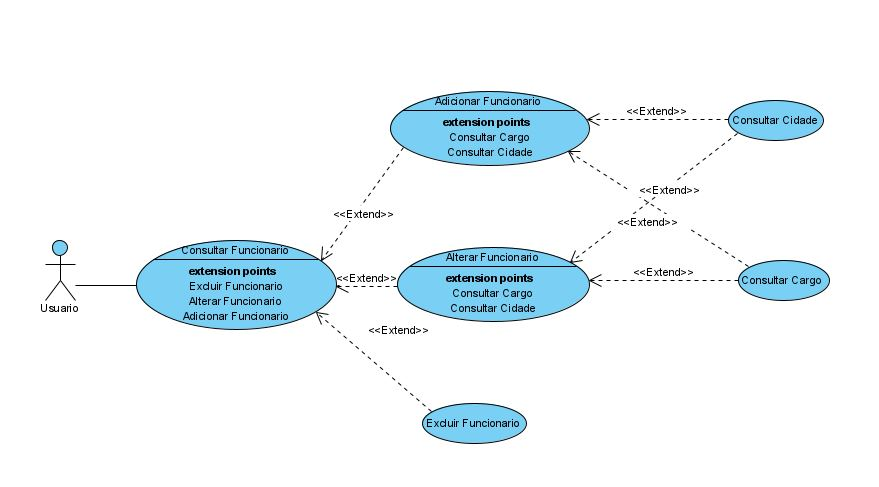 Adicionar Funcionario
extension points
Consultar Cargo
Consultar Cidade
<<Extend>>
Consultar Cidade
<<Extend>>
<<Extend>>
<<Extend>>
Consultar Funcionario
extension points
Excluir Funcionario
Alterar Funcionario
Adicionar Funcionario
<<Extend>>
Alterar Funcionario
extension points
Consultar Cargo
Consultar Cidade
<<Extend>>
Consultar Cargo
Usuario
<<Extend>>
Excluir Funcionario